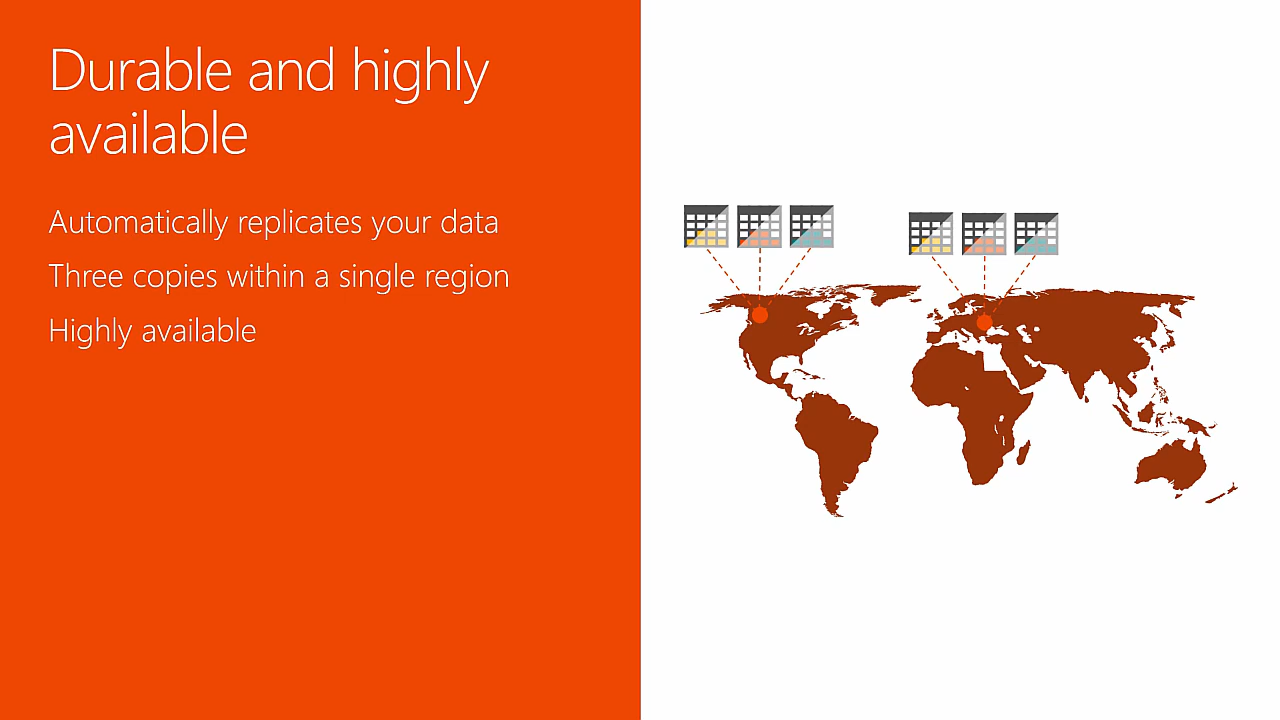 Durable and highly
available
Automatically replicates your data
Three copies within a single region
Highly available